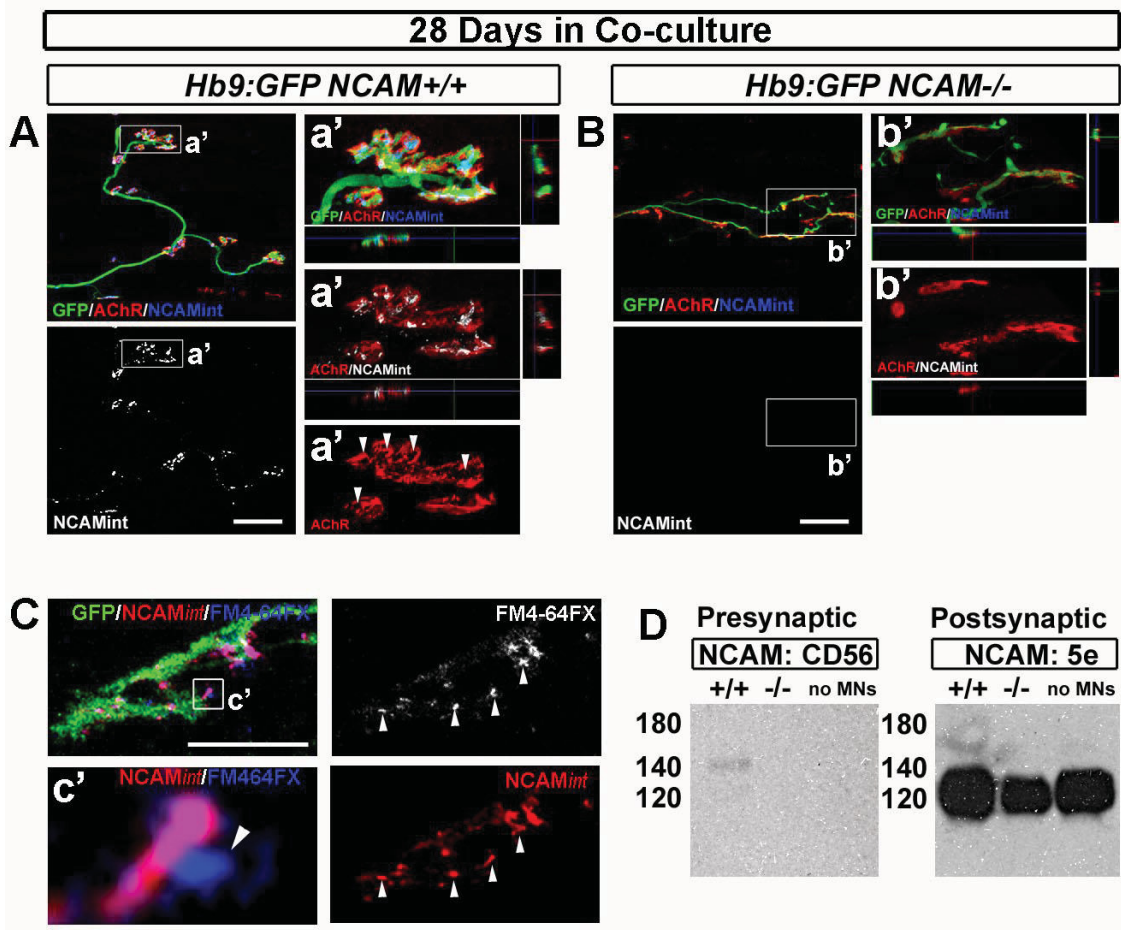 28 Days in Co-culture
Hb9:GFP NCAM+/+
Hb9:GFP NCAM-/-
A
a'
GFP/AChR/NCAMint
a'
NCAMint
a'
GFP/AChR/NCAMint
a'
AChR/NCAMint
a'
AChR
B
b'
GFP/AChR/NCAMint
b'
NCAMint
b'
GFP/AChR/NCAMint
b'
AChR/NCAMint
C
GFP/NCAMint/FM4-64FX
c'
FM4-64FX
c'
NCAMint/FM464FX
NCAMint
D
Presynaptic
NCAM: CD56
+/+ -/- no MNs
180
140
120
Postsynaptic
NCAM: 5e
+/+ -/- no MNs
180
140
120